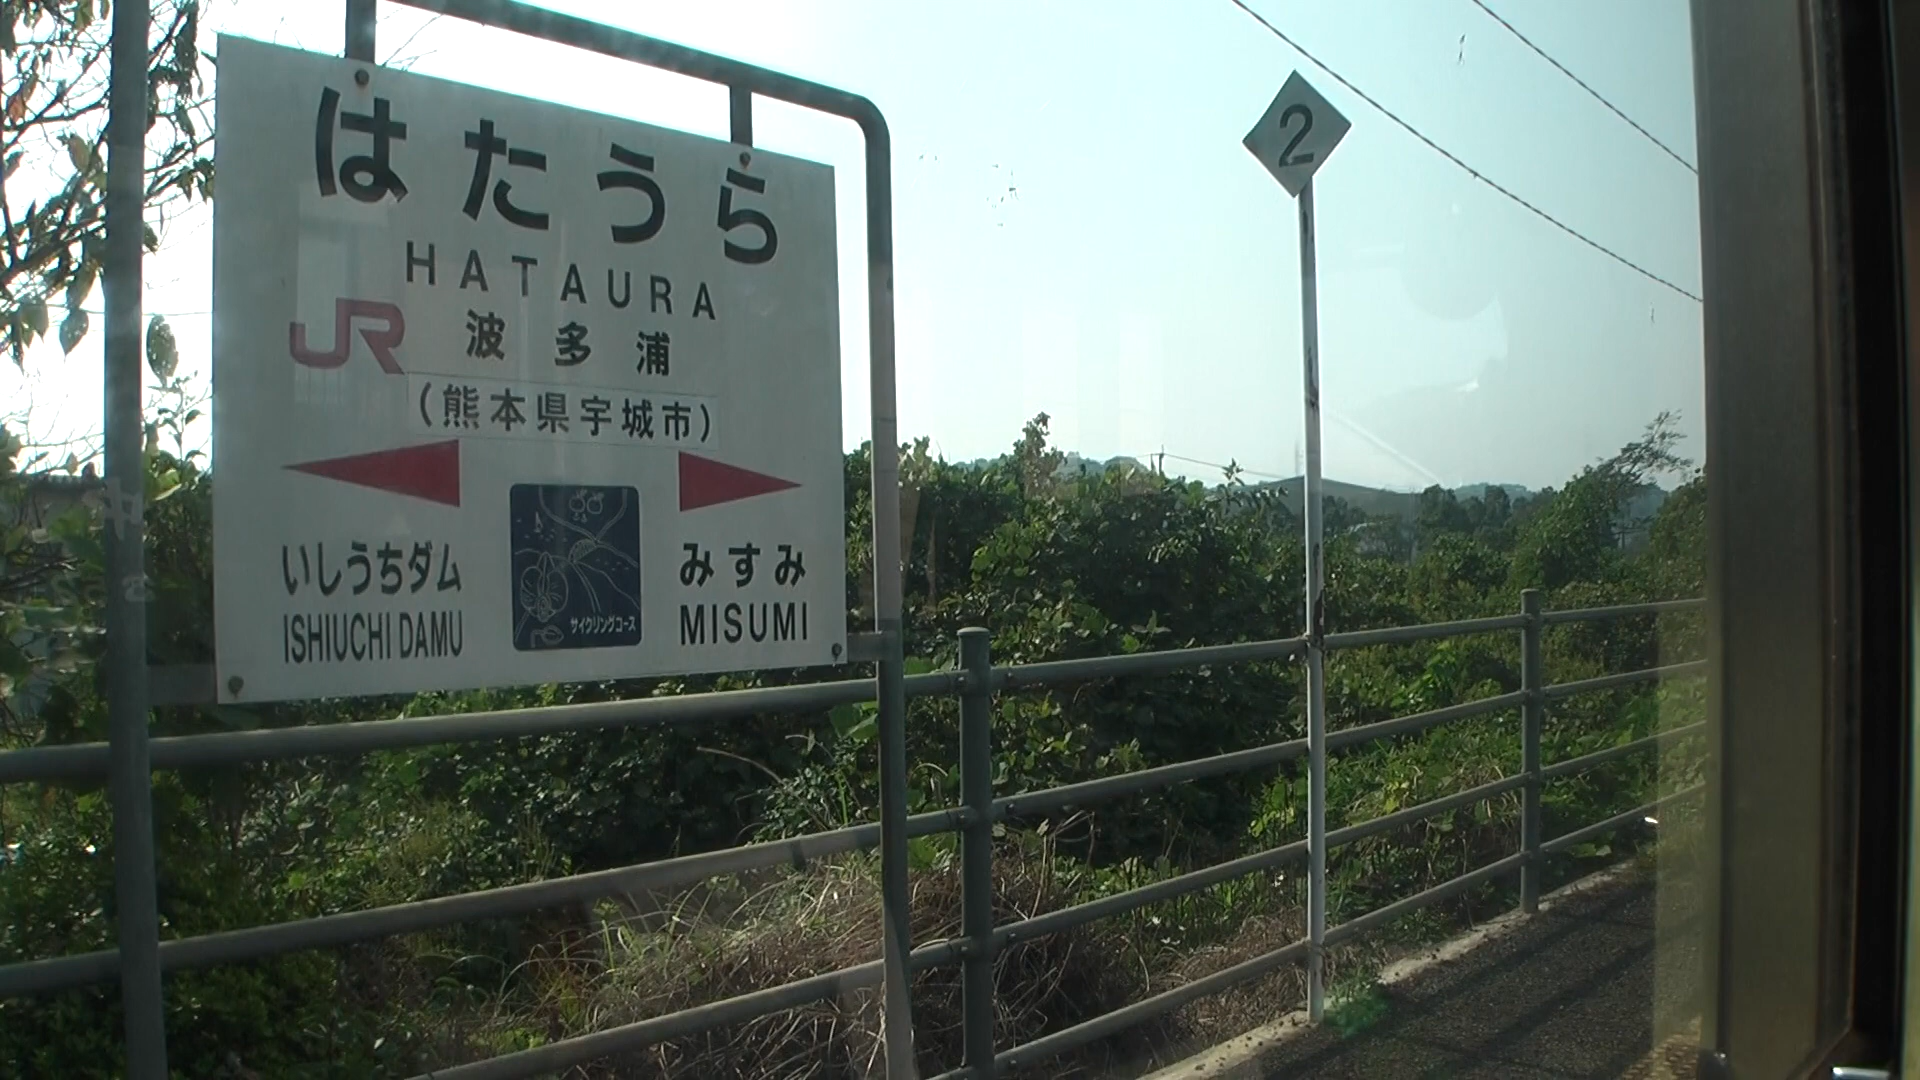 はたうら
HATAURA
JR
波多浦
(熊本県宇城市)
いしうちダム
ISHIUCHI DAMU
サイクリングコース
みすみ
MISUMI
2